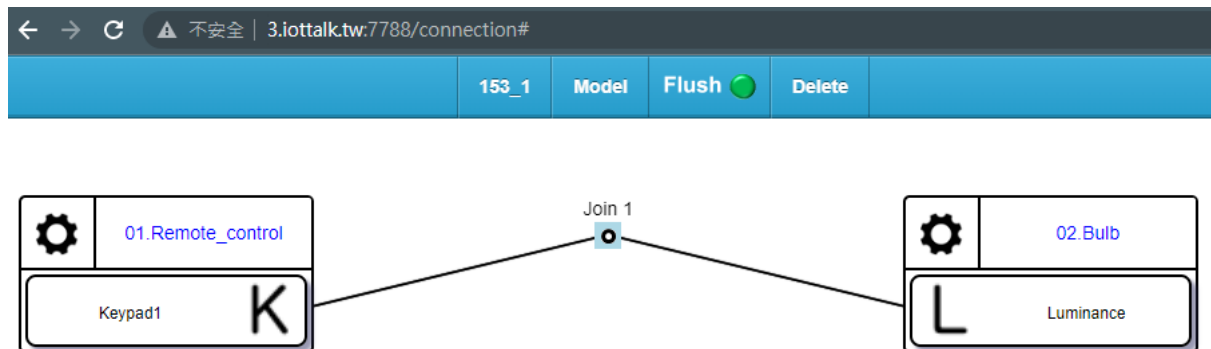 不安全 | 3.iottalk.tw:7788/connection#
153_1 Model Flush Delete
Join 1
01.Remote_control
02.Bulb
Keypad1 K
L Luminance